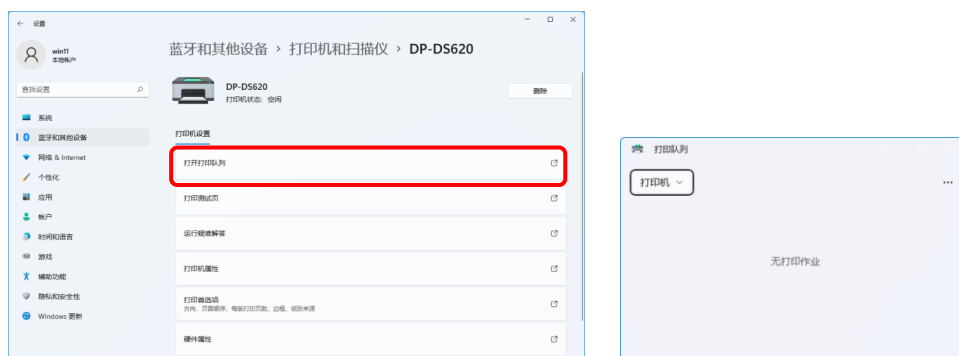 设置
win11
本地帐户
查找设置
系统
蓝牙和其他设备
网络 & Internet
个性化
应用
帐户
时间和语言
游戏
辅助功能
隐私和安全性
Windows 更新
蓝牙和其他设备 › 打印机和扫描仪 › DP-DS620
DP-DS620
打印机状态: 空闲
删除
打印机设置
打开打印队列
打印测试页
运行疑难解答
打印机属性
打印首选项
方向、页面顺序、每版打印页数、边框、纸张来源
硬件属性
打印队列
打印机
无打印作业